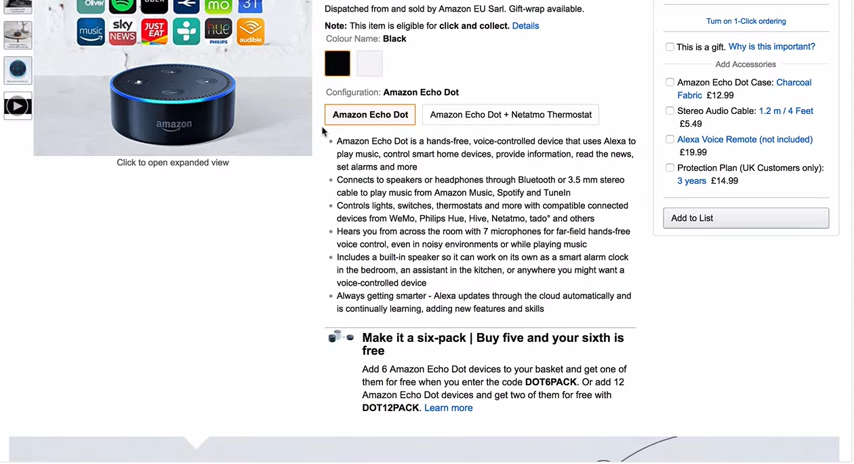 Oliver
UBER
mo
31
music
sky
NEWS
JUST
EAT
hue
PHILIPS
audible
amazon
Click to open expanded view
Dispatched from and sold by Amazon EU Sarl. Gift-wrap available.
Note: This item is eligible for click and collect. Details
Colour Name: Black
Configuration: Amazon Echo Dot
Amazon Echo Dot
Amazon Echo Dot + Netatmo Thermostat
Amazon Echo Dot is a hands-free, voice-controlled device that uses Alexa to
play music, control smart home devices, provide information, read the news,
set alarms and more
Connects to speakers or headphones through Bluetooth or 3.5 mm stereo
cable to play music from Amazon Music, Spotify and TuneIn
Controls lights, switches, thermostats and more with compatible connected
devices from WeMo, Philips Hue, Hive, Netatmo, tado° and others
Hears you from across the room with 7 microphones for far-field hands-free
voice control, even in noisy environments or while playing music
Includes a built-in speaker so it can work on its own as a smart alarm clock
in the bedroom, an assistant in the kitchen, or anywhere you might want a
voice-controlled device
Always getting smarter - Alexa updates through the cloud automatically and
is continually learning, adding new features and skills
Make it a six-pack | Buy five and your sixth is
free
Add 6 Amazon Echo Dot devices to your basket and get one of
them for free when you enter the code DOT6PACK. Or add 12
Amazon Echo Dot devices and get two of them for free with
DOT12PACK. Learn more
Turn on 1-Click ordering
This is a gift. Why is this important?
Add Accessories
Amazon Echo Dot Case: Charcoal
Fabric £12.99
Stereo Audio Cable: 1.2 m / 4 Feet
£5.49
Alexa Voice Remote (not included)
£19.99
Protection Plan (UK Customers only):
3 years £14.99
Add to List